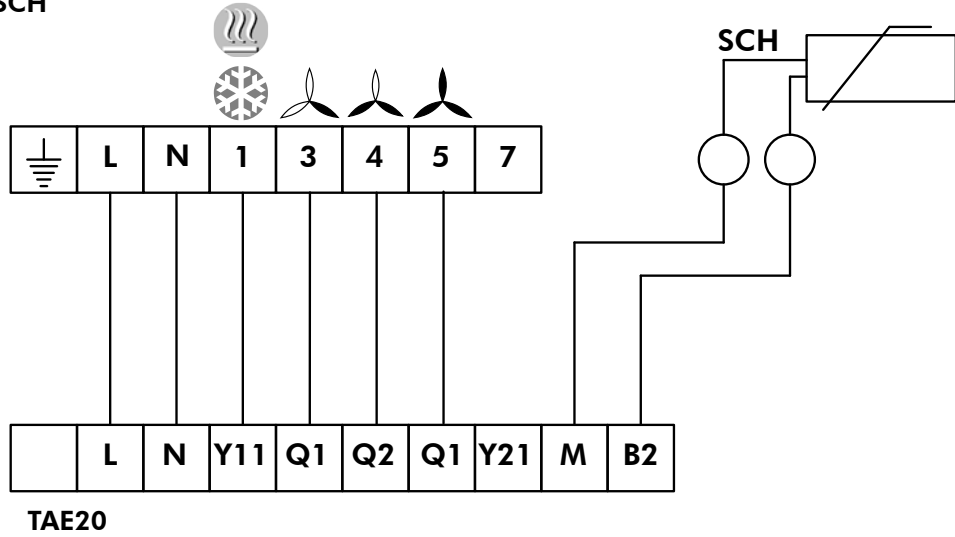 SCH
SCH
L N 1 3 4 5 7
L N Y11 Q1 Q2 Q1 Y21 M B2
TAE20